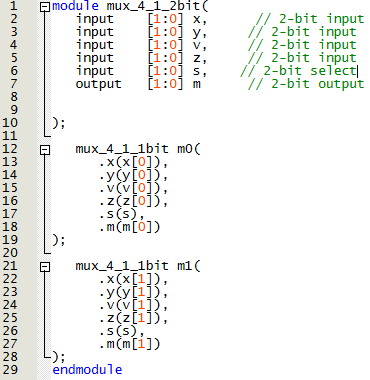 1 module mux_4_1_2bit(
2 input [1:0] x, // 2-bit input
3 input [1:0] y, // 2-bit input
4 input [1:0] v, // 2-bit input
5 input [1:0] z, // 2-bit input
6 input [1:0] s, // 2-bit select
7 output [1:0] m // 2-bit output
8
9
10 );
11
12 mux_4_1_1bit m0(
13 .x(x[0]),
14 .y(y[0]),
15 .v(v[0]),
16 .z(z[0]),
17 .s(s),
18 .m(m[0])
19 );
20
21 mux_4_1_1bit m1(
22 .x(x[1]),
23 .y(y[1]),
24 .v(v[1]),
25 .z(z[1]),
26 .s(s),
27 .m(m[1])
28 );
29 endmodule